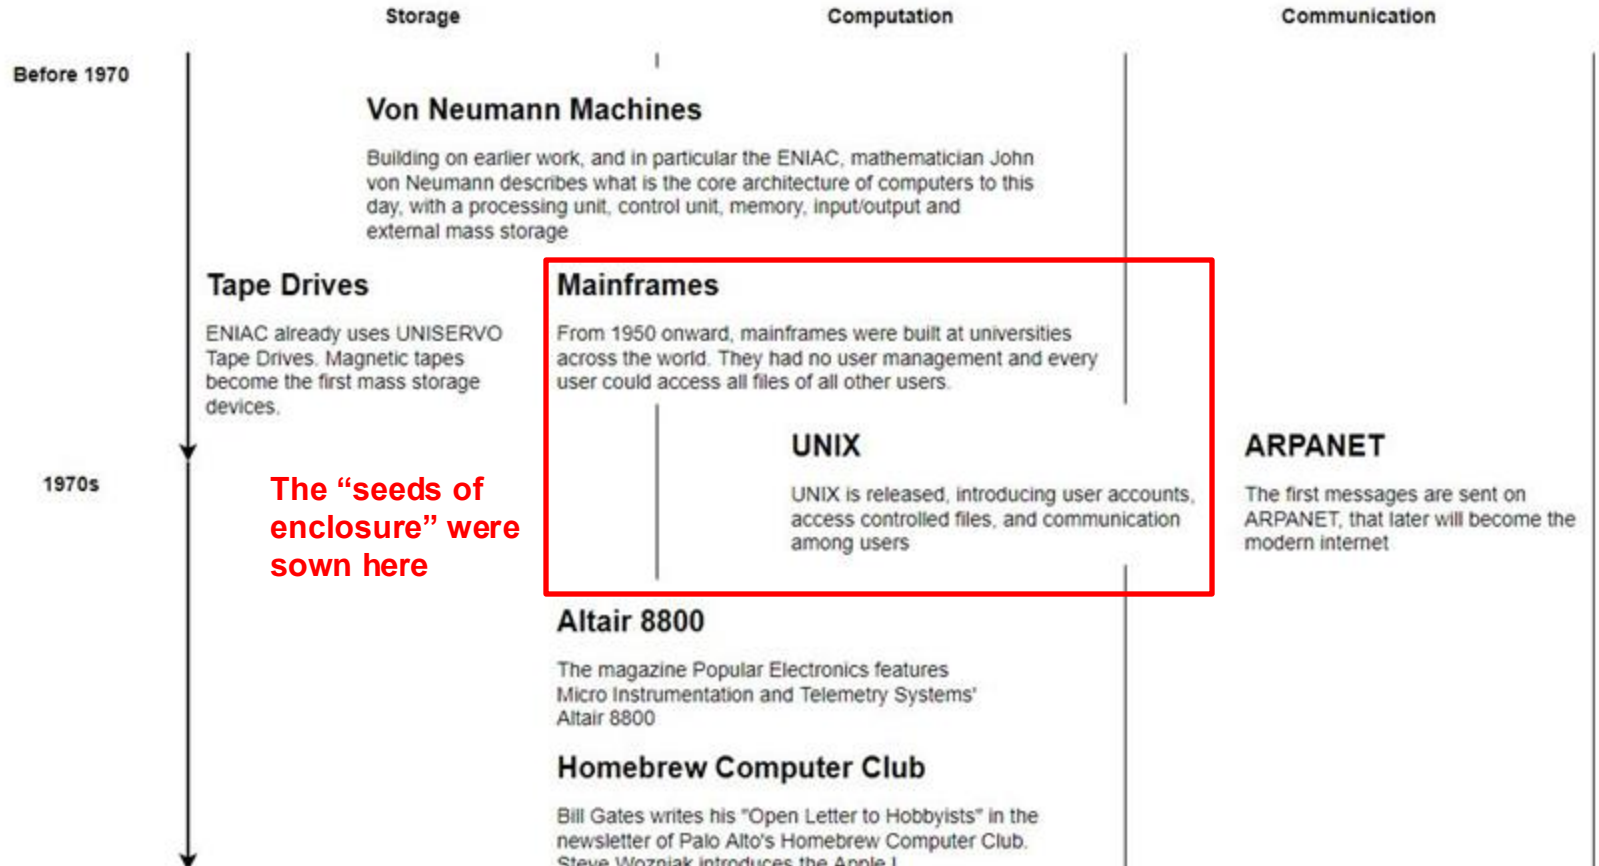 Storage
Computation
Communication
Before 1970
Von Neumann Machines
Building on earlier work, and in particular the ENIAC, mathematician John
von Neumann describes what is the core architecture of computers to this
day, with a processing unit, control unit, memory, input/output and
external mass storage
Tape Drives
ENIAC already uses UNISERVO
Tape Drives. Magnetic tapes
become the first mass storage
devices.
Mainframes
From 1950 onward, mainframes were built at universities
across the world. They had no user management and every
user could access all files of all other users.
1970s
The “seeds of
enclosure” were
sown here
UNIX
UNIX is released, introducing user accounts,
access controlled files, and communication
among users
ARPANET
The first messages are sent on
ARPANET, that later will become the
modern internet
Altair 8800
The magazine Popular Electronics features
Micro Instrumentation and Telemetry Systems'
Altair 8800
Homebrew Computer Club
Bill Gates writes his "Open Letter to Hobbyists" in the
newsletter of Palo Alto's Homebrew Computer Club.
Steve Wozniak introduces the Apple I